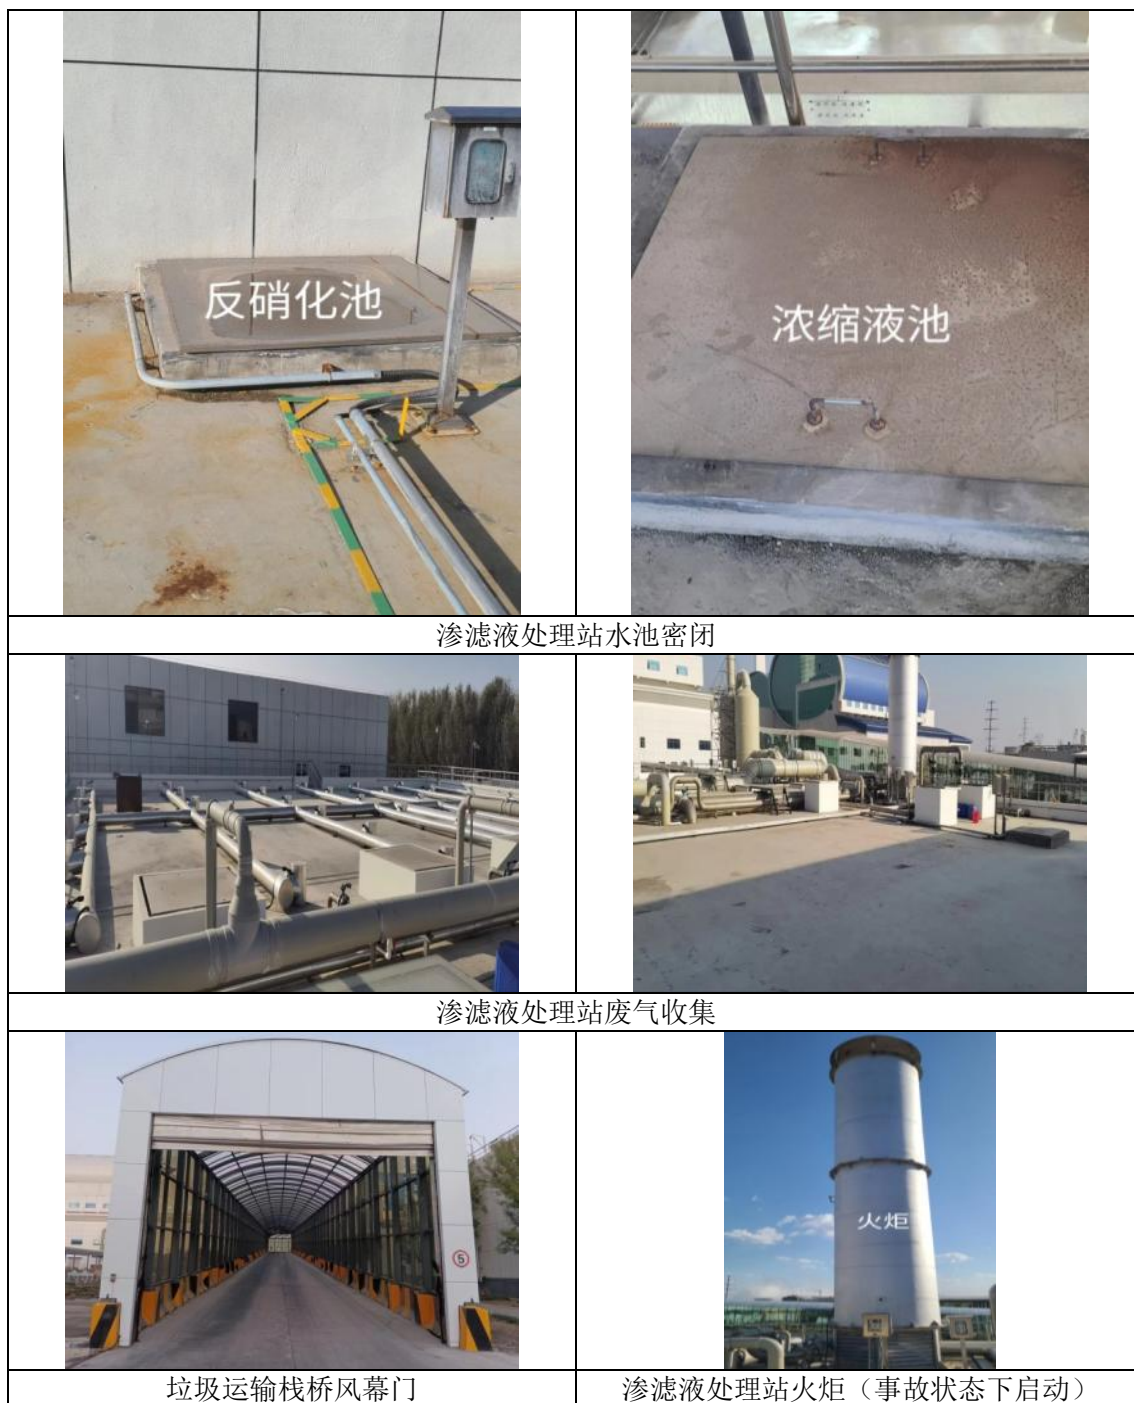 反硝化池
浓缩液池
渗滤液处理站水池密闭
渗滤液处理站废气收集
5
火炬
垃圾运输栈桥风幕门
渗滤液处理站火炬（事故状态下启动）